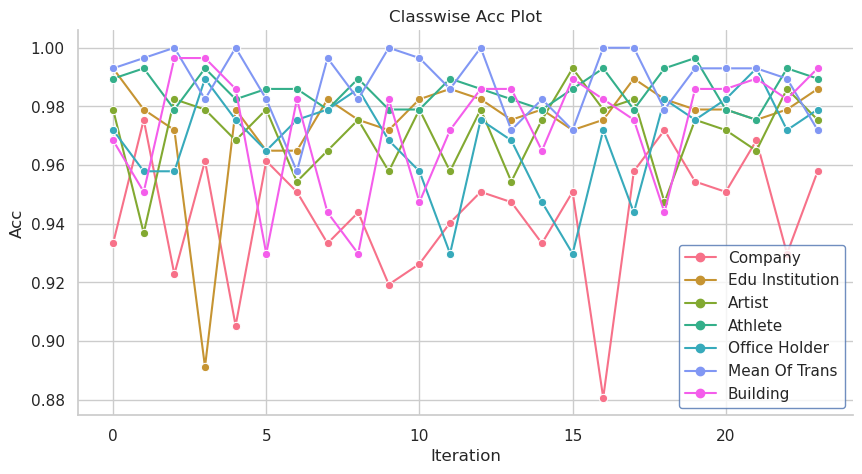 Classwise Acc Plot
Acc
1.00
0.98
0.96
0.94
0.92
0.90
0.88
0
5
10
15
20
Iteration
Company
Edu Institution
Artist
Athlete
Office Holder
Mean Of Trans
Building